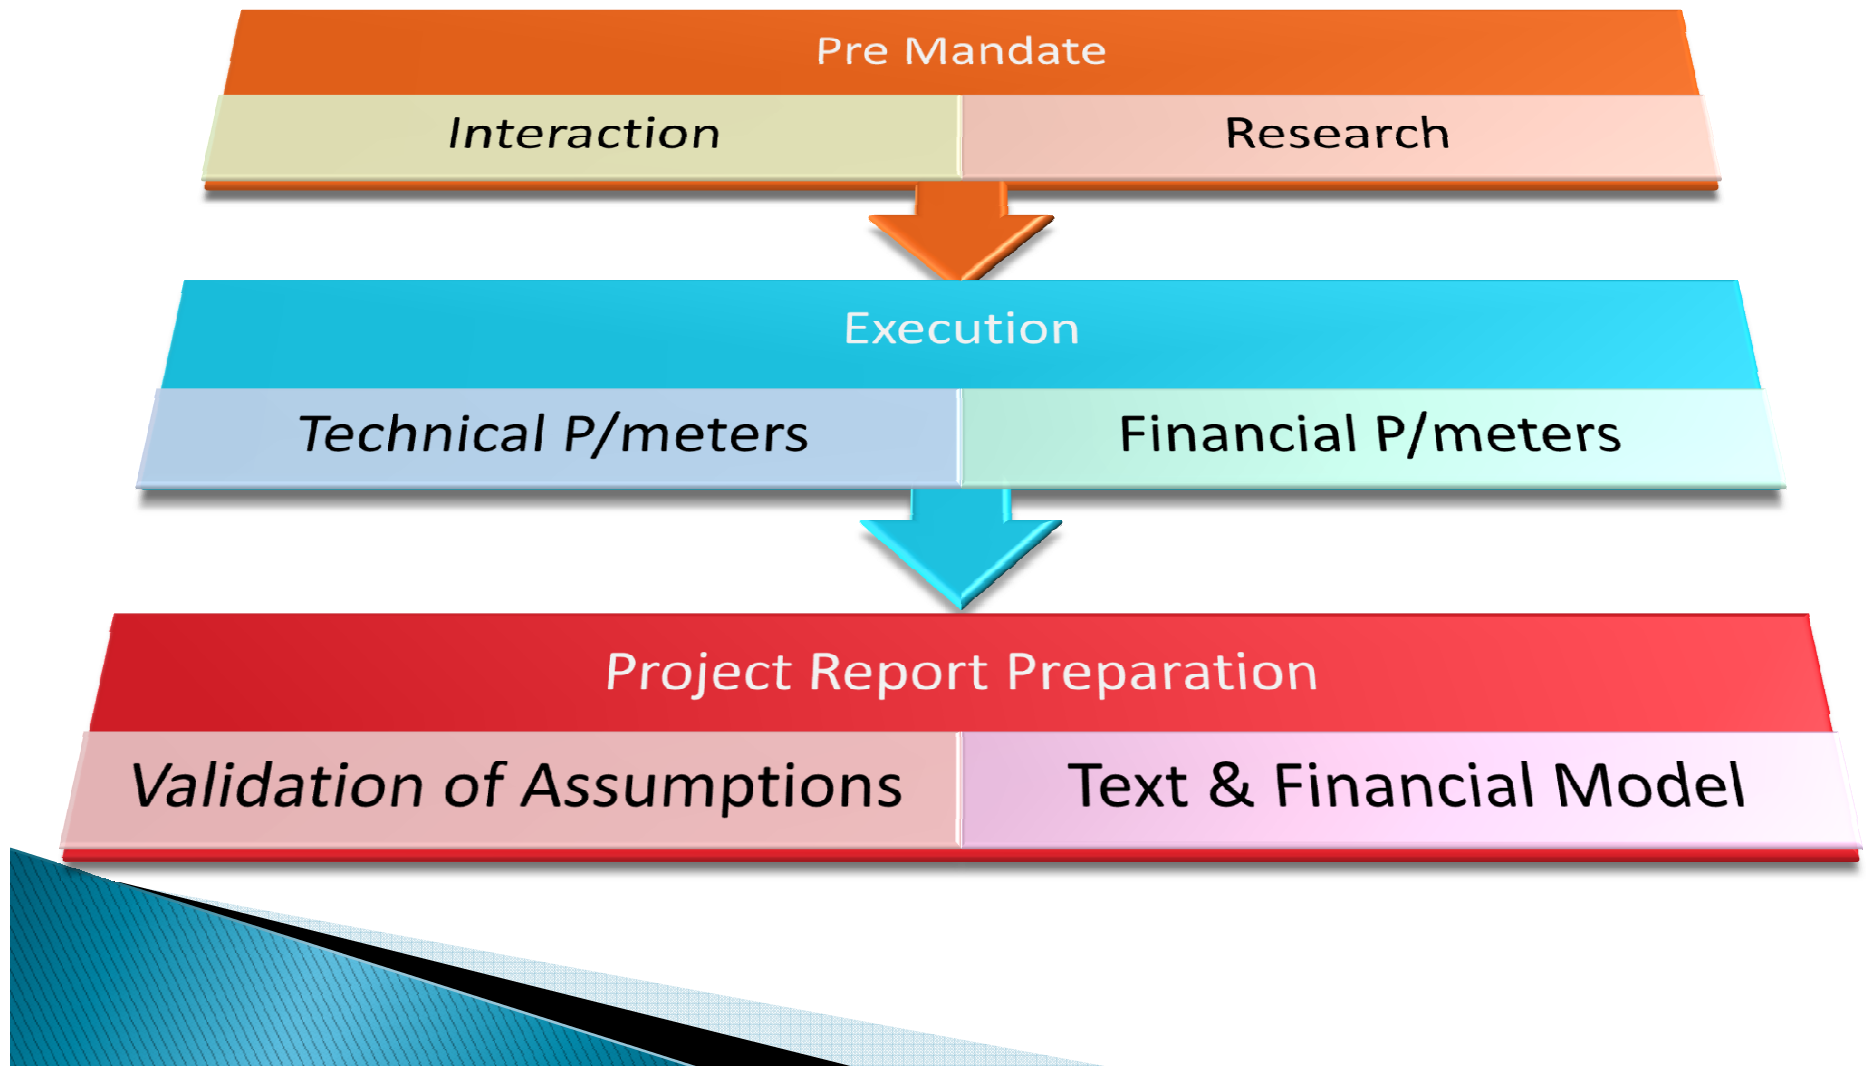 Pre Mandate
Interaction
Research
Execution
Technical P/meters
Financial P/meters
Project Report Preparation
Validation of Assumptions
Text & Financial Model